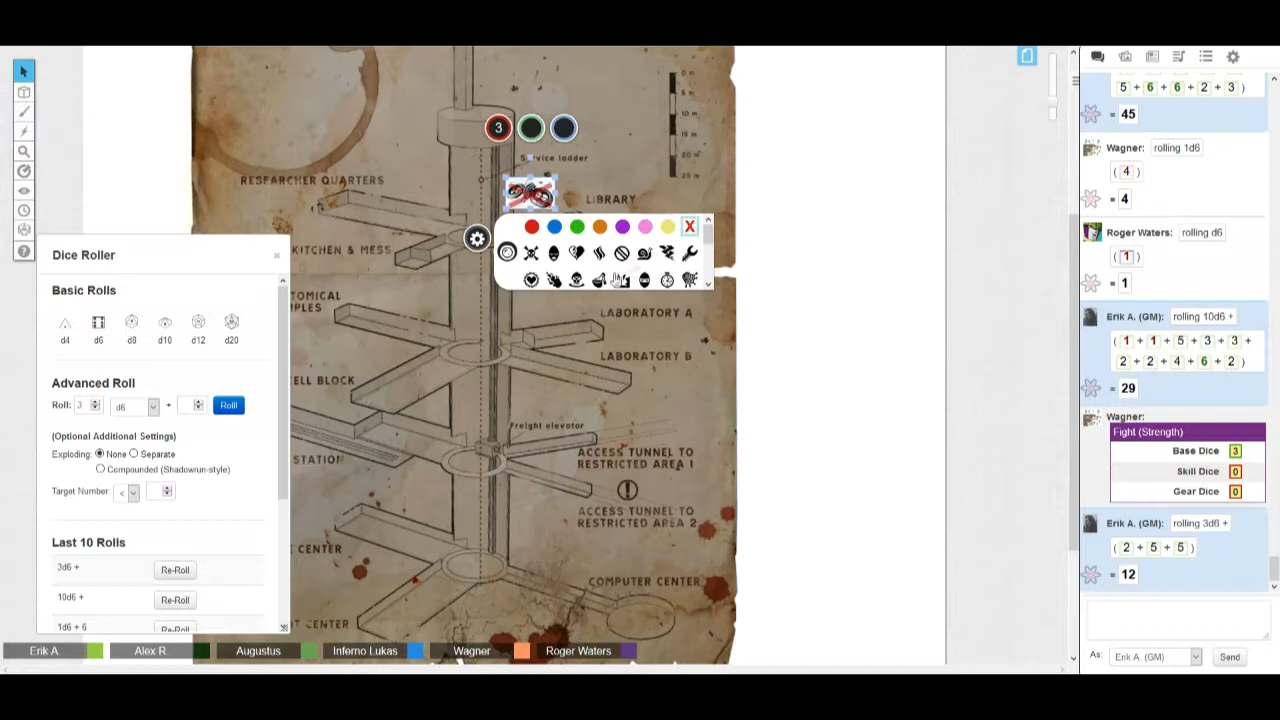 Dice Roller
×
Basic Rolls
d4 d6 d8 d10 d12 d20
Advanced Roll
Roll: 3 d6 + Roll!
(Optional Additional Settings)
Exploding: None Separate
Compounded (Shadowrun-style)
Target Number: <
Last 10 Rolls
3d6 + Re-Roll
10d6 + Re-Roll
1d6 + 6 Re-Roll
3
Service ladder
0 m
5 m
10 m
15 m
20 m
25 m
RESEARCHER QUARTERS
LIBRARY
KITCHEN & MESS
X
LABORATORY A
LABORATORY B
ELL BLOCK
Freight elevator
STATION
ACCESS TUNNEL TO
RESTRICTED AREA 1
!
ACCESS TUNNEL TO
RESTRICTED AREA 2
CENTER
COMPUTER CENTER
CENTER
Erik A.
Alex R.
Augustus
Inferno Lukas
Wagner
Roger Waters
5 + 6 + 6 + 2 + 3 )
= 45
Wagner: rolling 1d6
( 4 )
= 4
Roger Waters: rolling d6
( 1 )
= 1
Erik A. (GM): rolling 10d6 +
( 1 + 1 + 5 + 3 + 3 +
2 + 2 + 4 + 6 + 2 )
= 29
Wagner:
Fight (Strength)
Base Dice 3
Skill Dice 0
Gear Dice 0
Erik A. (GM): rolling 3d6 +
( 2 + 5 + 5 )
= 12
As: Erik A. (GM) Send